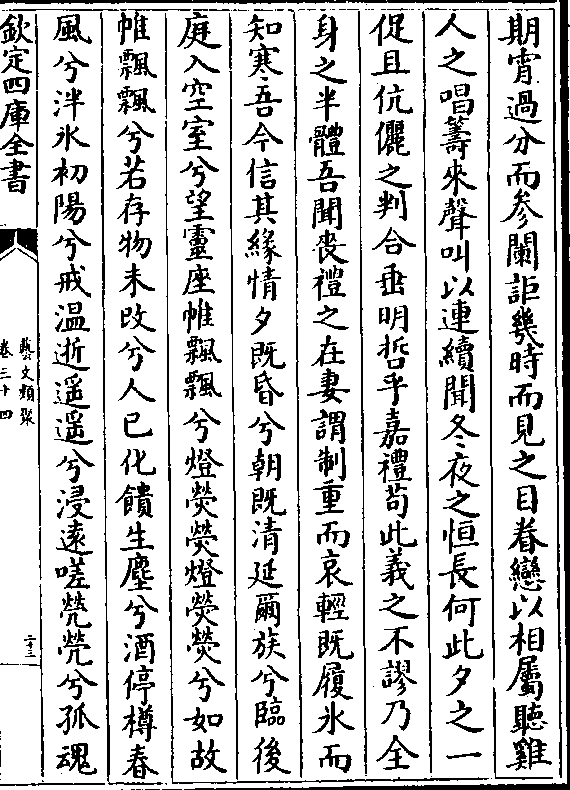 期宵過分而參闌詎幾時而見之目眷戀以相屬聽雞
人之唱籌來聲叫以連續聞冬夜之恒長何此夕之一
促且伉儷之判合垂明哲乎嘉禮苟此義之不謬乃全
身之半體吾聞喪禮之在妻謂制重而哀輕既履氷而
知寒吾今信其緣情夕既昏兮朝既清延爾族兮臨後
庭入空室兮望靈座帷飄飄兮燈熒熒燈熒熒兮如故
帷飄飄兮若存物未改兮人已化饋生塵兮酒停樽春
風兮泮氷初陽兮戒温逝遥遥兮浸逺嗟煢煢兮孤魂
欽定四庫全書
藝文類聚
卷三十四
二十三